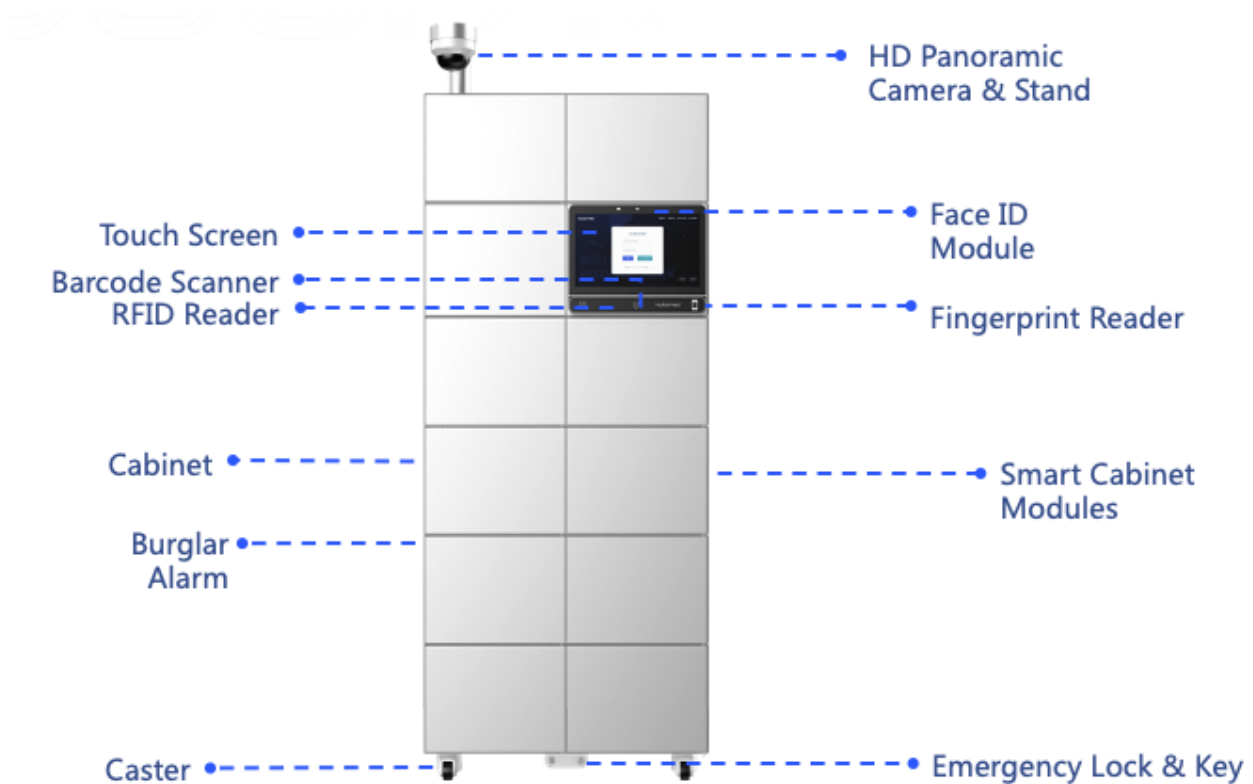 HD Panoramic
Camera & Stand
Touch Screen
Face ID
Module
Barcode Scanner
RFID Reader
Fingerprint Reader
Cabinet
Smart Cabinet
Modules
Burglar
Alarm
Caster
Emergency Lock & Key